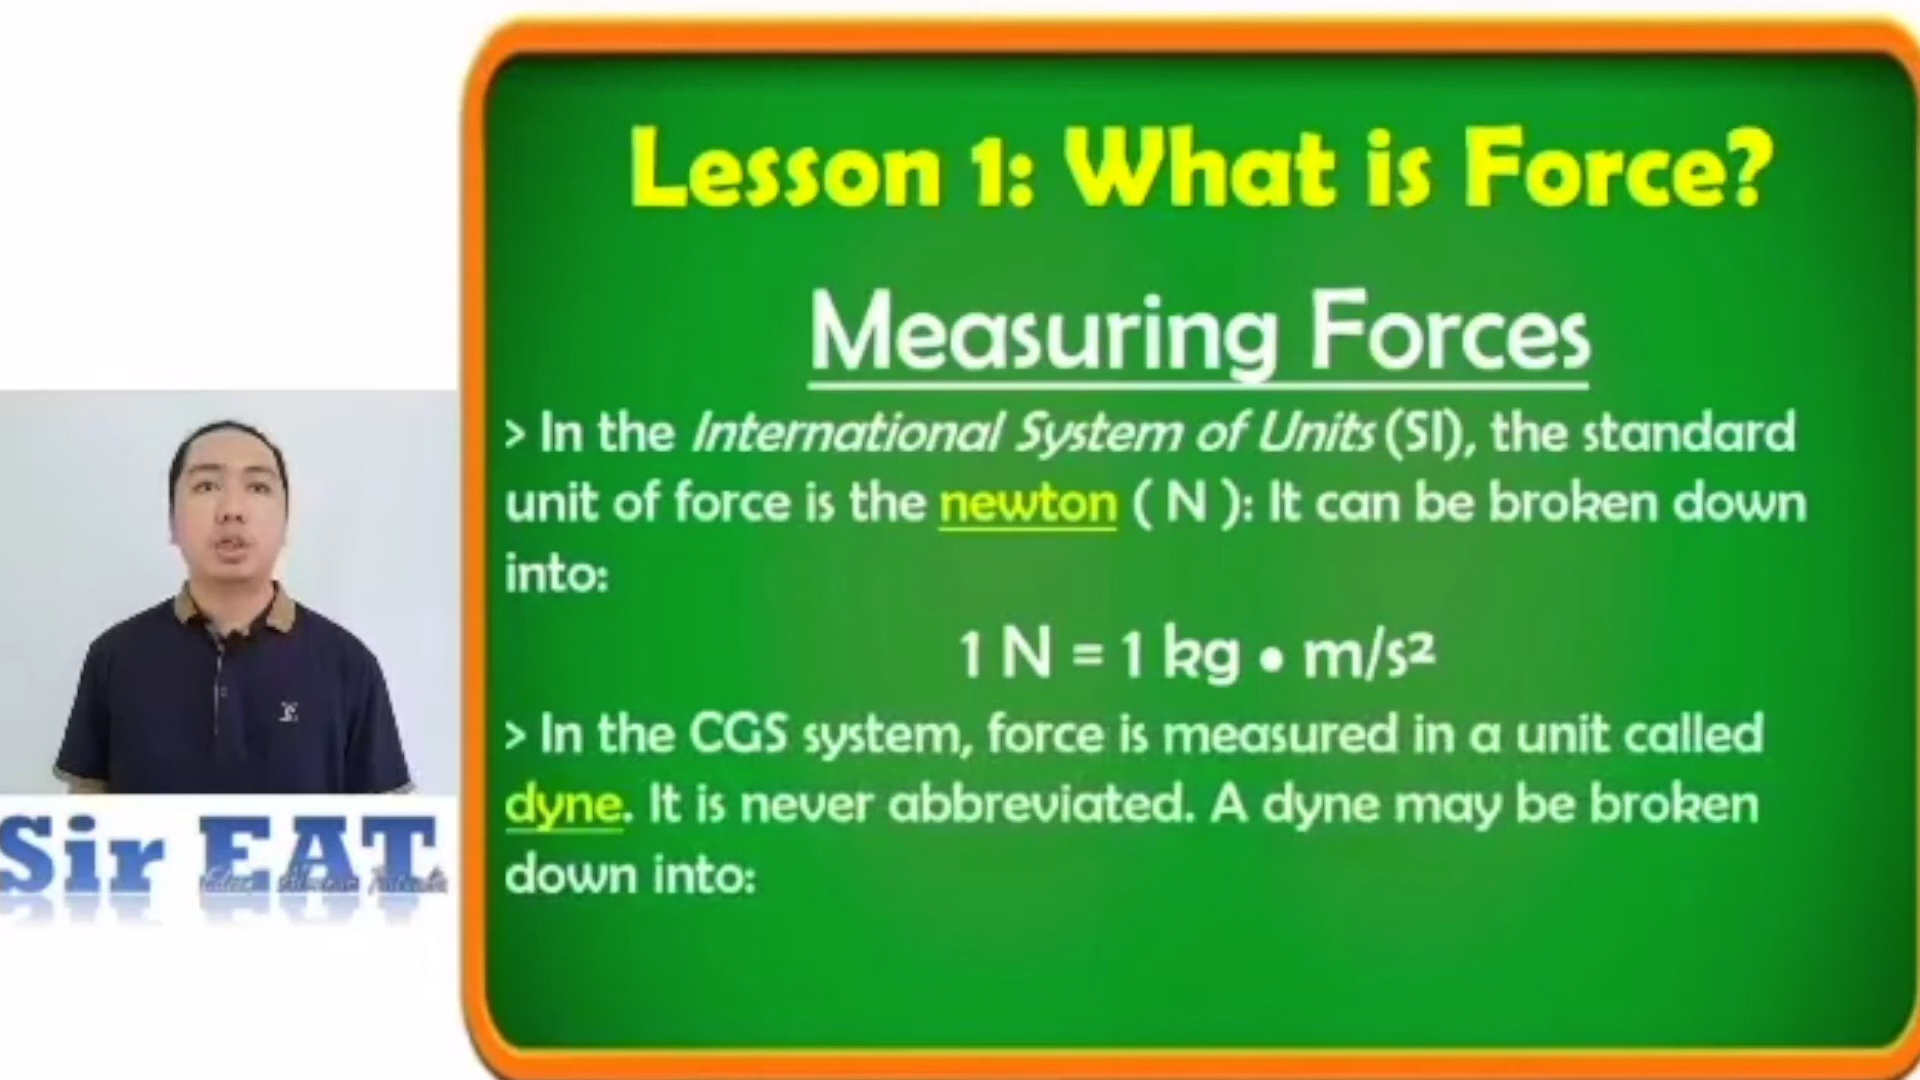 Lesson 1: What is Force?
Measuring Forces
> In the International System of Units (SI), the standard
unit of force is the newton ( N ): It can be broken down
into:
1 N = 1 kg • m/s²
> In the CGS system, force is measured in a unit called
dyne. It is never abbreviated. A dyne may be broken
down into:
Sir EAT